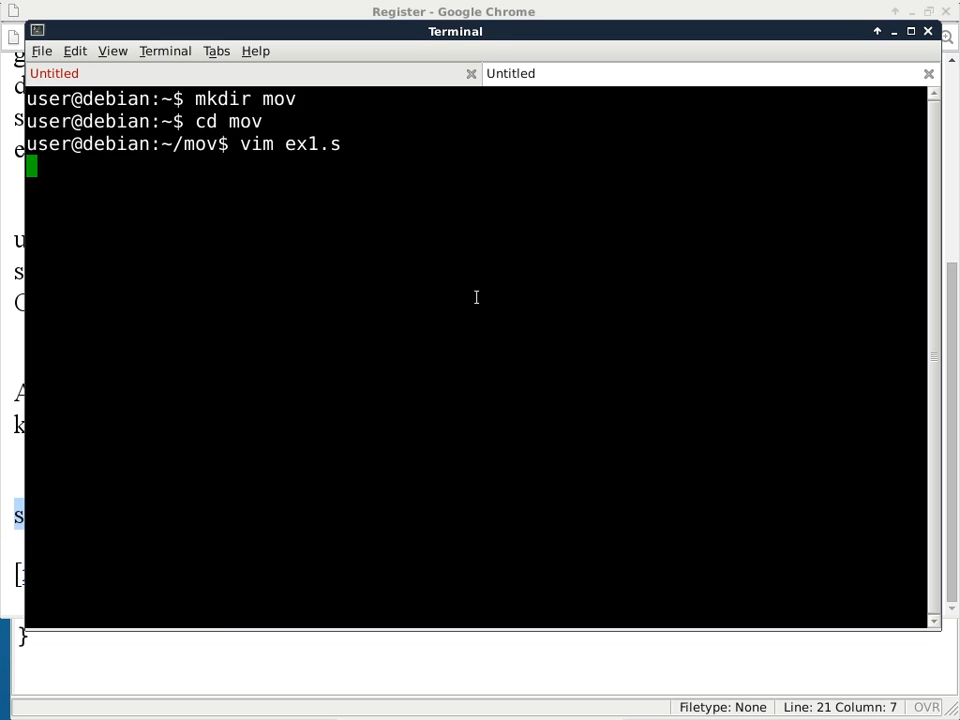 Register - Google Chrome
Terminal
File Edit View Terminal Tabs Help
Untitled Untitled
user@debian:~$ mkdir mov
user@debian:~$ cd mov
user@debian:~/mov$ vim ex1.s
g
d
s
e
u
s
A
k
s
[
}
Filetype: None Line: 21 Column: 7 OVR